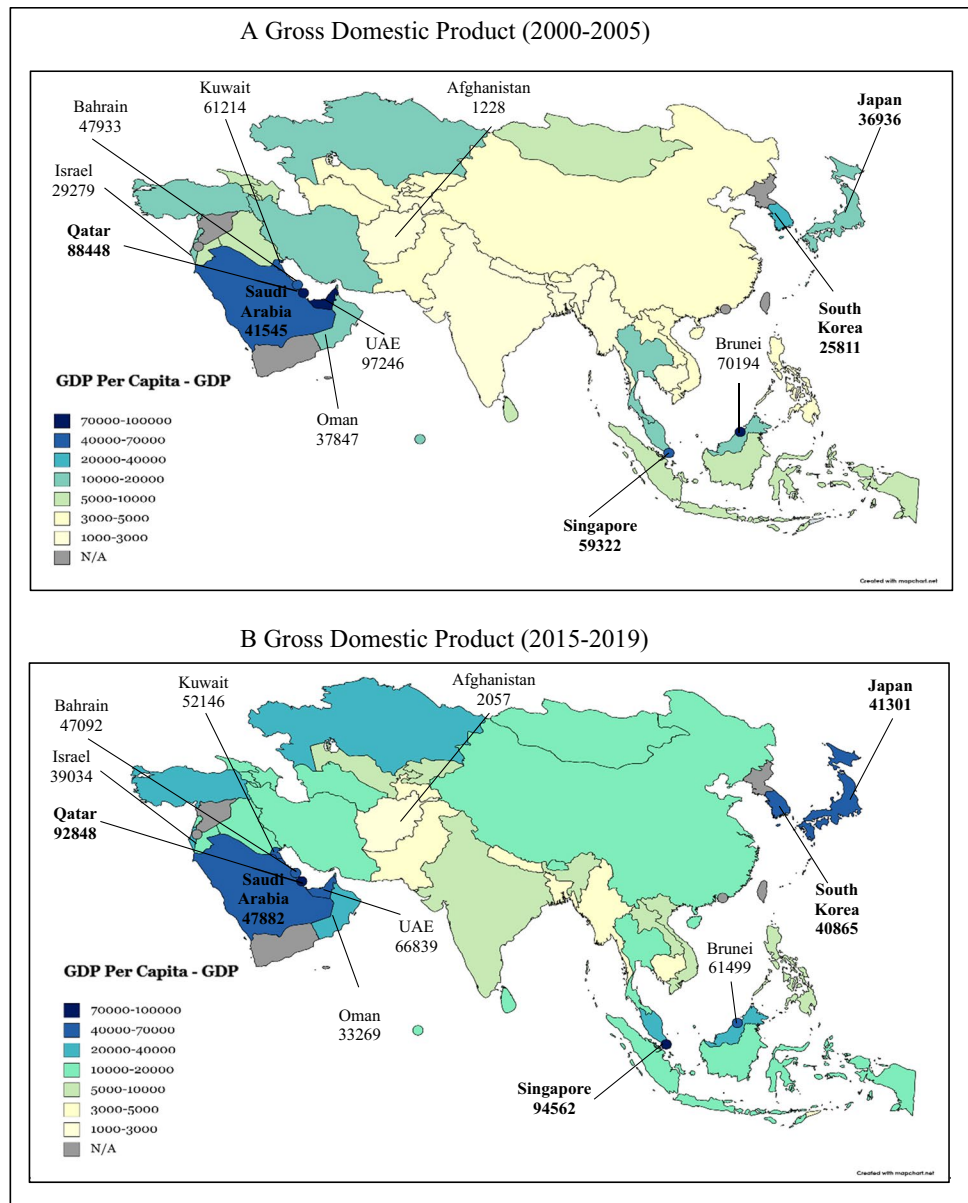 A Gross Domestic Product (2000-2005)
Kuwait
61214
Afghanistan
1228
Bahrain
47933
Japan
36936
Israel
29279
Qatar
88448
Saudi
Arabia
41545
UAE
97246
South
Korea
25811
Brunei
70194
Oman
37847
Singapore
59322
GDP Per Capita - GDP
70000-100000
40000-70000
20000-40000
10000-20000
5000-10000
3000-5000
1000-3000
N/A
Created with mapchart.net
B Gross Domestic Product (2015-2019)
Kuwait
52146
Afghanistan
2057
Bahrain
47092
Japan
41301
Israel
39034
Qatar
92848
Saudi
Arabia
47882
UAE
66839
South
Korea
40865
Brunei
61499
Oman
33269
Singapore
94562
GDP Per Capita - GDP
70000-100000
40000-70000
20000-40000
10000-20000
5000-10000
3000-5000
1000-3000
N/A
Created with mapchart.net